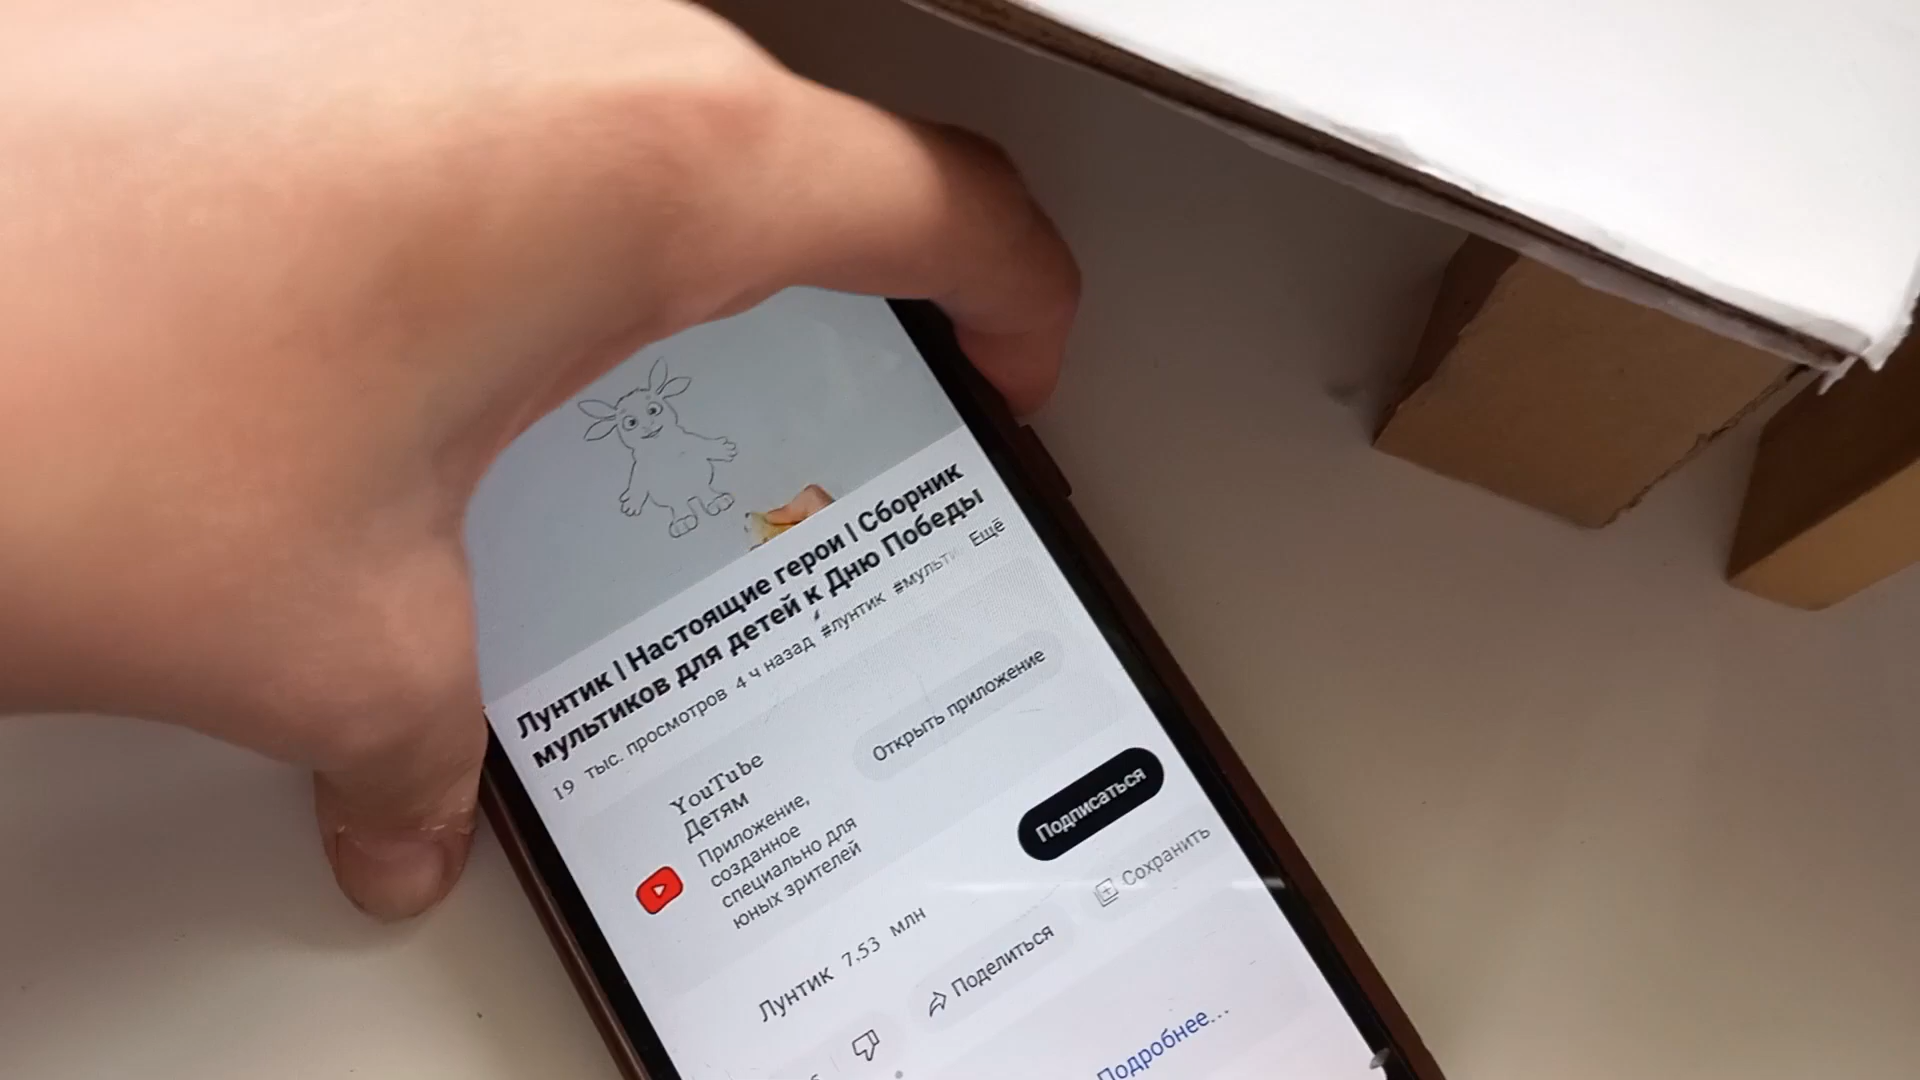 Лунтик | Настоящие герои | Сборник
мультиков для детей к Дню Победы
19 тыс. просмотров 4 ч назад #лунтик Ещё
YouTube
Детям
Приложение,
созданное
специально для
юных зрителей
Открыть приложение
Лунтик 7.53 млн
Подписаться
Поделиться
Сохранить
Подробнее...